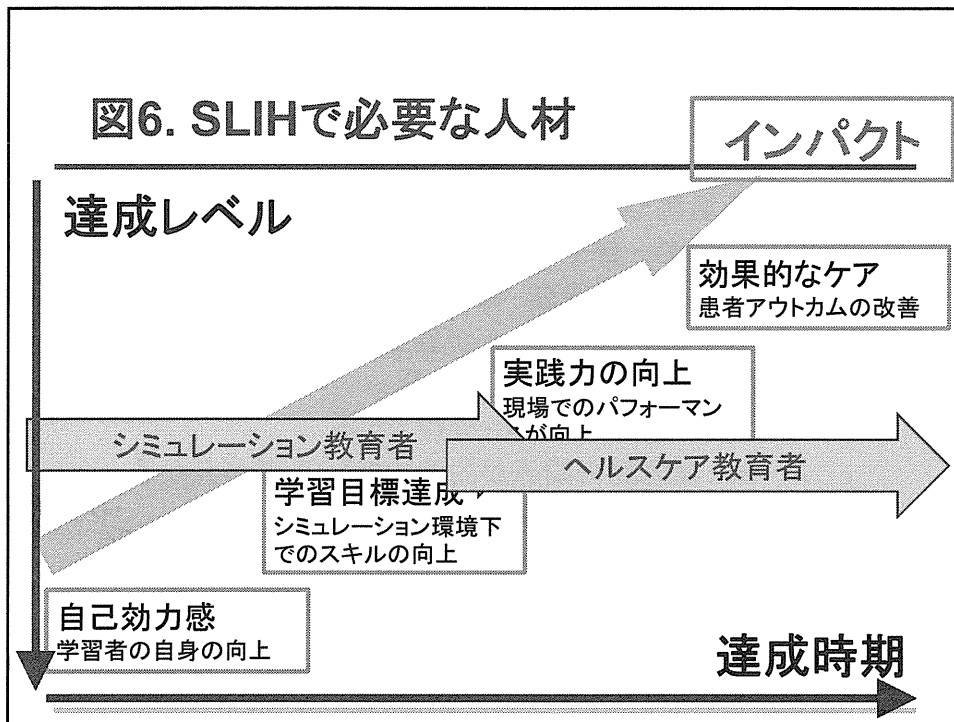 図6. SLIHで必要な人材
インパクト
達成レベル
効果的なケア
患者アウトカムの改善
実践力の向上
現場でのパフォーマン
が向上
シミュレーション教育者
ヘルスケア教育者
学習目標達成
シミュレーション環境下
でのスキルの向上
自己効力感
学習者の自身の向上
達成時期